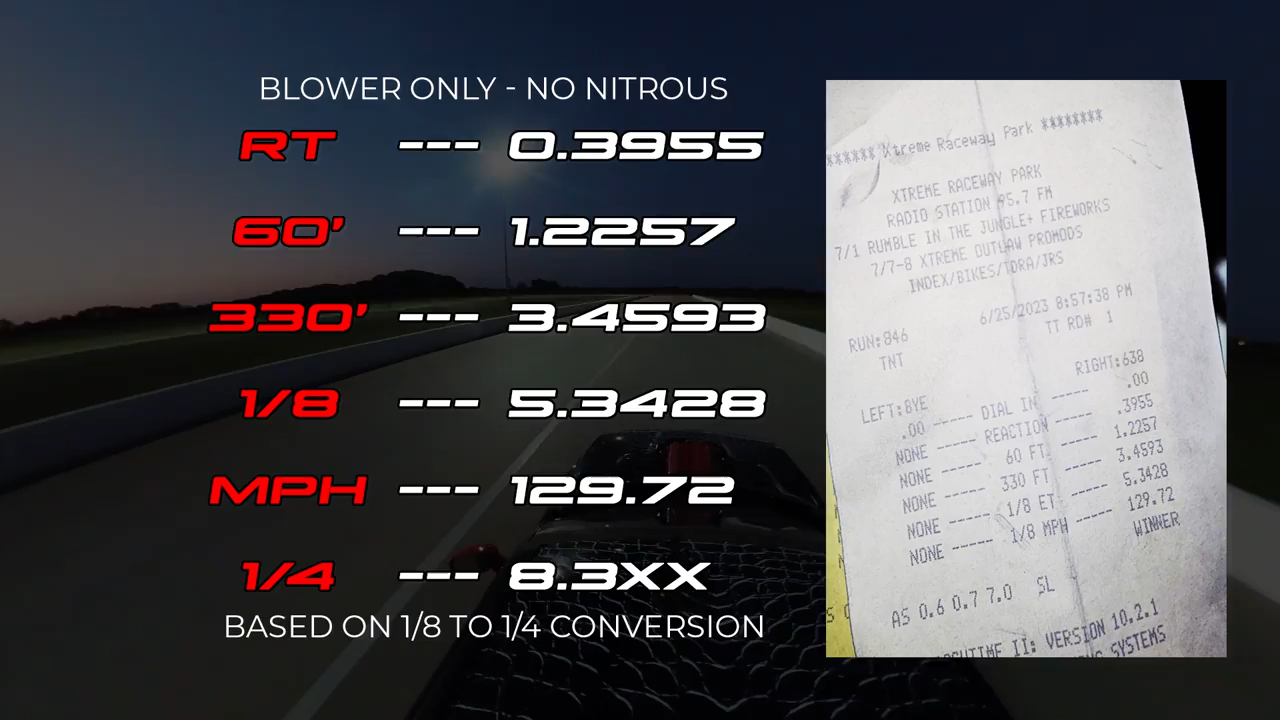 BLOWER ONLY - NO NITROUS
RT --- 0.3955
60' --- 1.2257
330' --- 3.4593
1/8 --- 5.3428
MPH --- 129.72
1/4 --- 8.3XX
BASED ON 1/8 TO 1/4 CONVERSION
****** Xtreme Raceway Park ********
XTREME RACEWAY PARK
RADIO STATION 95.7 FM
7/1 RUMBLE IN THE JUNGLE+ FIREWORKS
7/7-8 XTREME OUTLAW PROMODS
INDEX/BIKES/TDRA/JRS
6/25/2023 8:57:38 PM
RUN:846 TT RD# 1
TNT
LEFT:BYE RIGHT:638
.00 ----- DIAL IN ----- .00
NONE ----- REACTION ----- .3955
NONE ----- 60 FT. ----- 1.2257
NONE ----- 330 FT ----- 3.4593
NONE ----- 1/8 ET ----- 5.3428
NONE ----- 1/8 MPH ----- 129.72
WINNER
AS 0.6 0.7 7.0 SL
II: VERSION 10.2.1
SYSTEMS